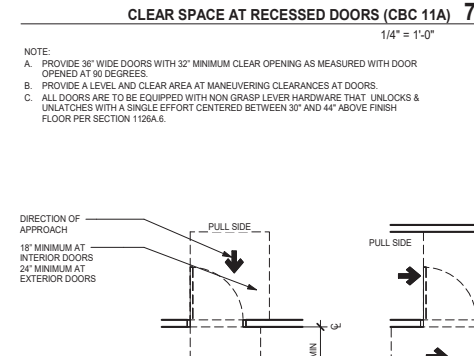 CLEAR SPACE AT RECESSED DOORS (CBC 11A) 7
1/4" = 1'-0"
NOTE:
A. PROVIDE 36" WIDE DOORS WITH 32" MINIMUM CLEAR OPENING AS MEASURED WITH DOOR
OPENED AT 90 DEGREES.
B. PROVIDE A LEVEL AND CLEAR AREA AT MANEUVERING CLEARANCES AT DOORS.
C. ALL DOORS ARE TO BE EQUIPPED WITH NON GRASP LEVER HARDWARE THAT UNLOCKS &
UNLATCHES WITH A SINGLE EFFORT CENTERED BETWEEN 30" AND 44" ABOVE FINISH
FLOOR PER SECTION 1126A.6.
DIRECTION OF
APPROACH
18" MINIMUM AT
INTERIOR DOORS
24" MINIMUM AT
EXTERIOR DOORS
PULL SIDE
PULL SIDE
MIN